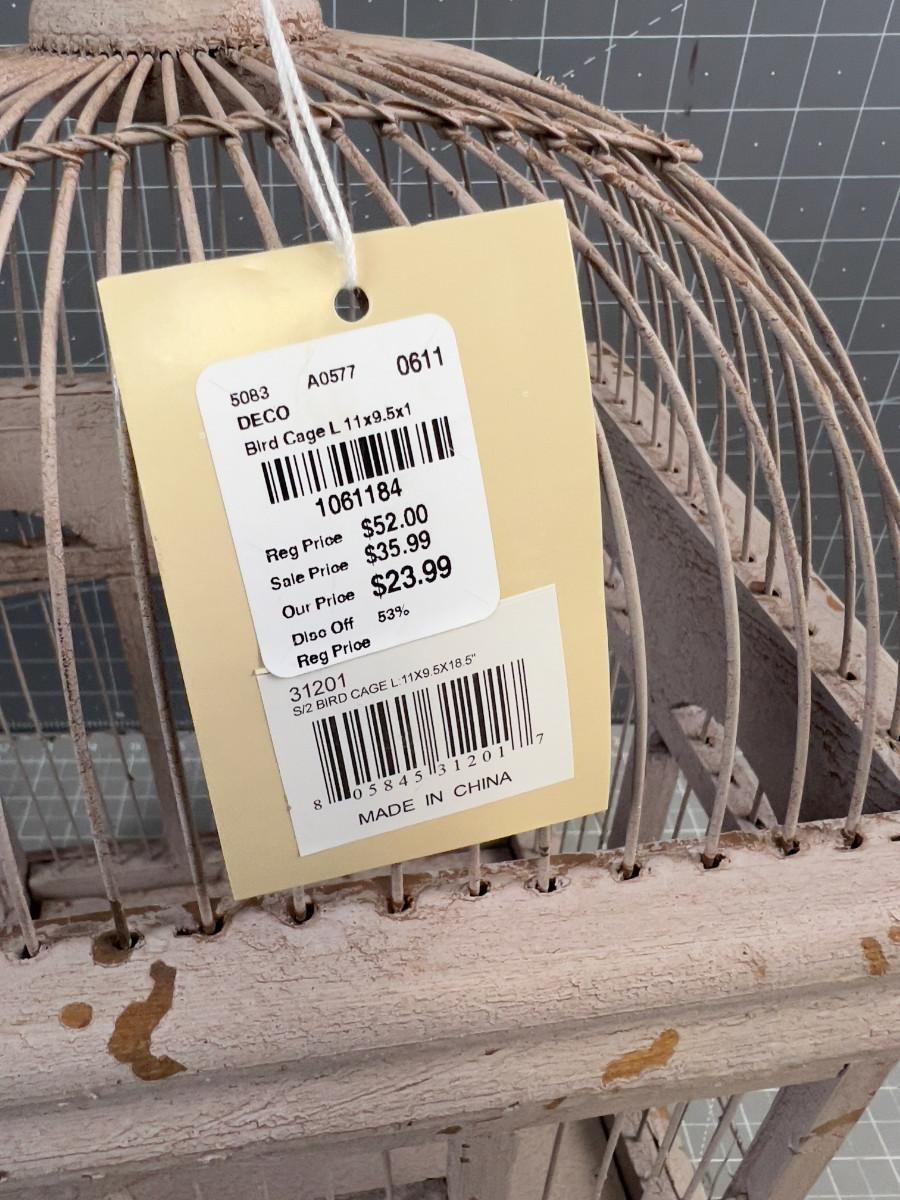 5083 A0577 0611
DECO
Bird Cage L 11x9.5x1
1061184
Reg Price $52.00
Sale Price $35.99
Our Price $23.99
Disc Off 53%
Reg Price
31201
S/2 BIRD CAGE L:11X9.5X18.5"
8 05845 31201 7
MADE IN CHINA